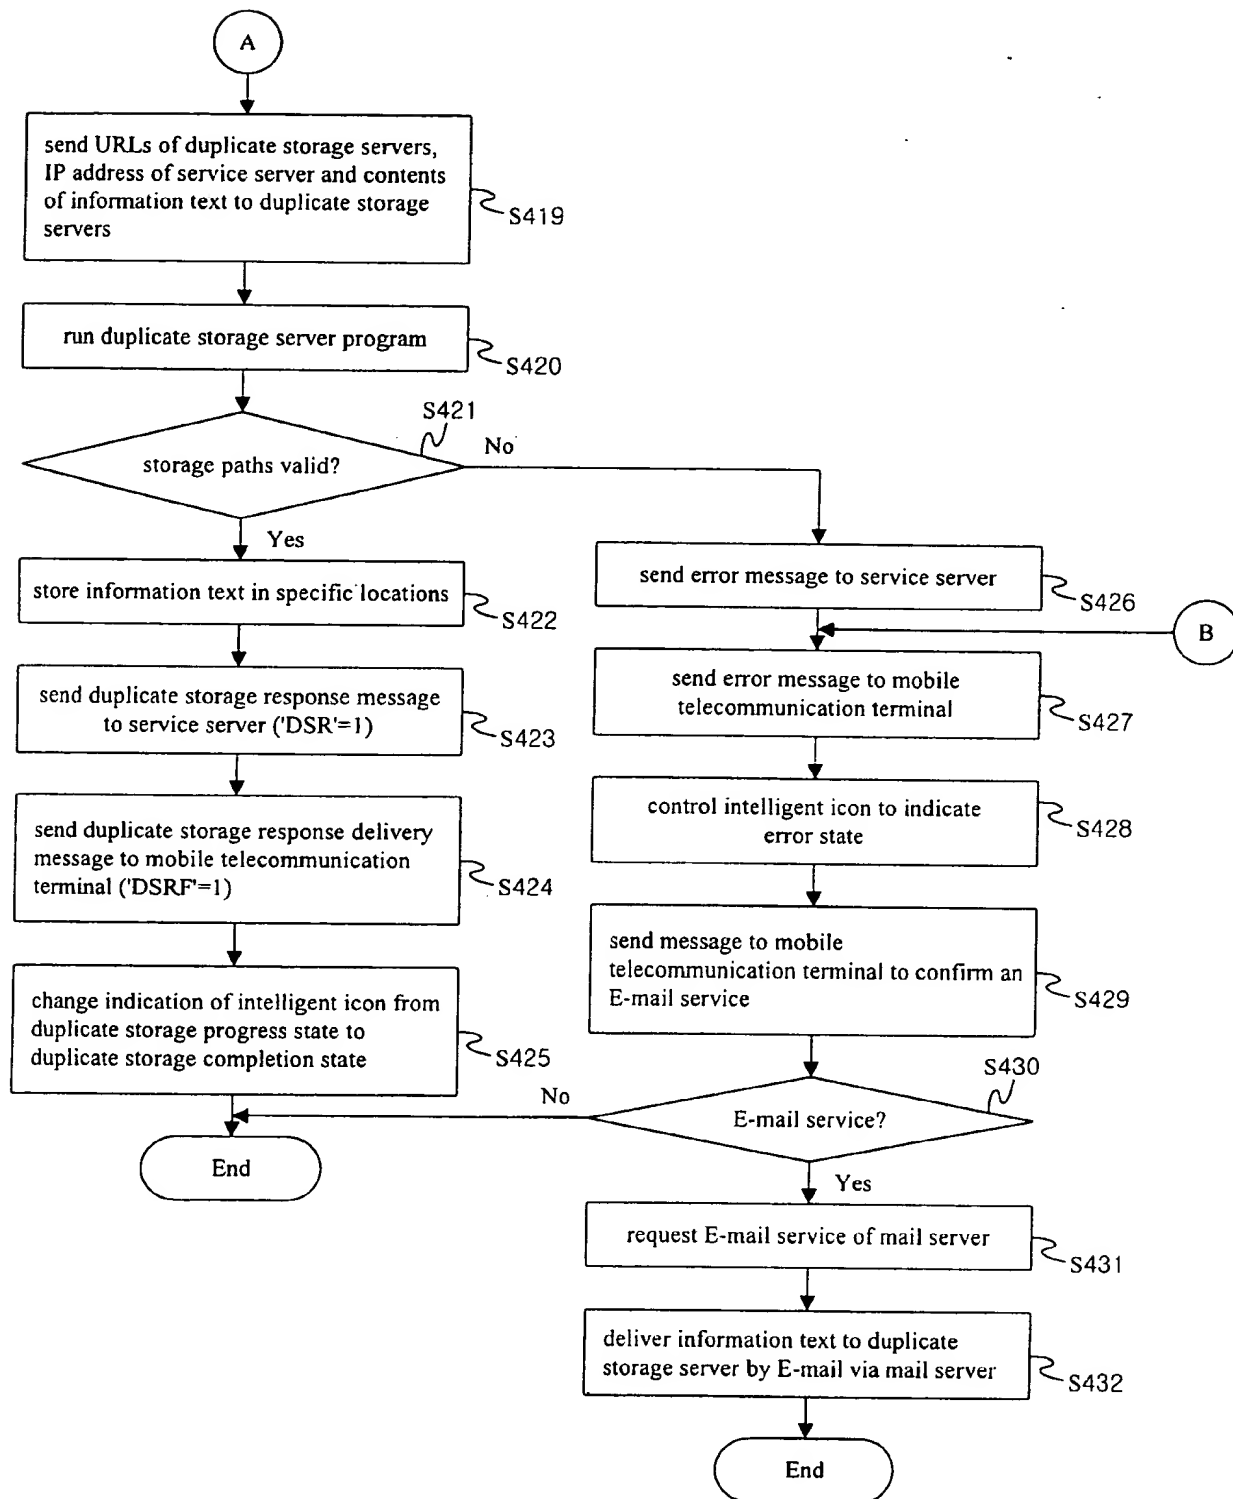 A
send URLs of duplicate storage servers,
IP address of service server and contents
of information text to duplicate storage
servers
S419
run duplicate storage server program
S420
S421
storage paths valid?
No
Yes
store information text in specific locations
S422
send duplicate storage response message
to service server ('DSR'=1)
S423
send duplicate storage response delivery
message to mobile telecommunication
terminal ('DSRF'=1)
S424
change indication of intelligent icon from
duplicate storage progress state to
duplicate storage completion state
S425
End
send error message to service server
S426
B
send error message to mobile
telecommunication terminal
S427
control intelligent icon to indicate
error state
S428
send message to mobile
telecommunication terminal to confirm an
E-mail service
S429
S430
E-mail service?
No
Yes
request E-mail service of mail server
S431
deliver information text to duplicate
storage server by E-mail via mail server
S432
End